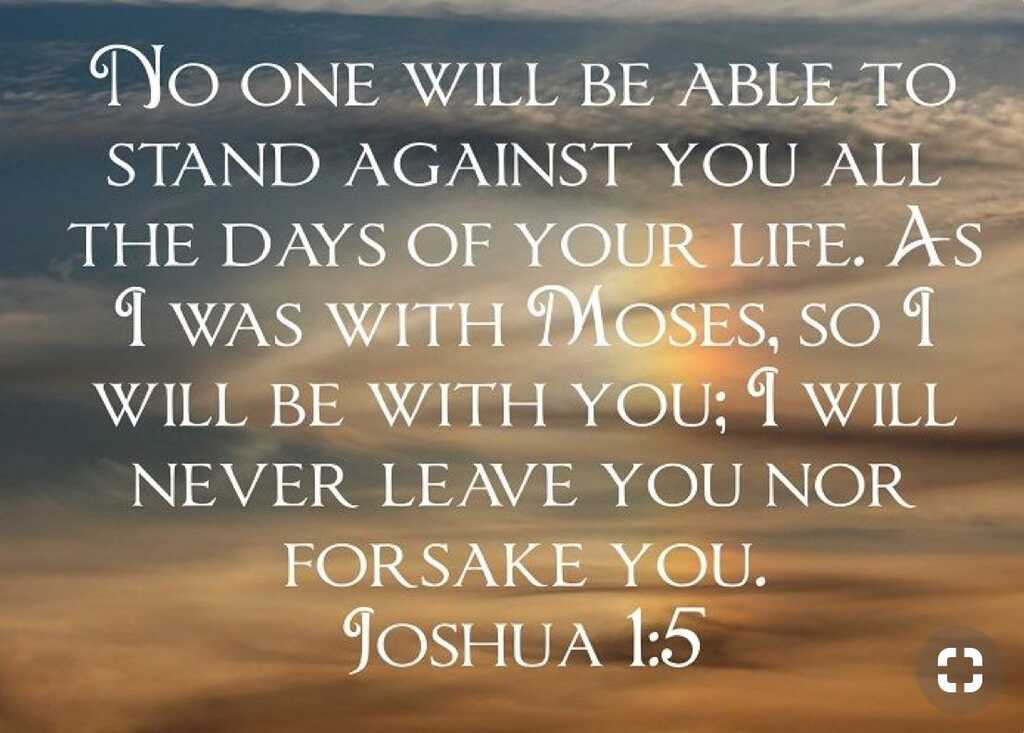 No one will be able to
stand against you all
the days of your life. As
I was with Moses, so I
will be with you; I will
never leave you nor
forsake you.
Joshua 1:5